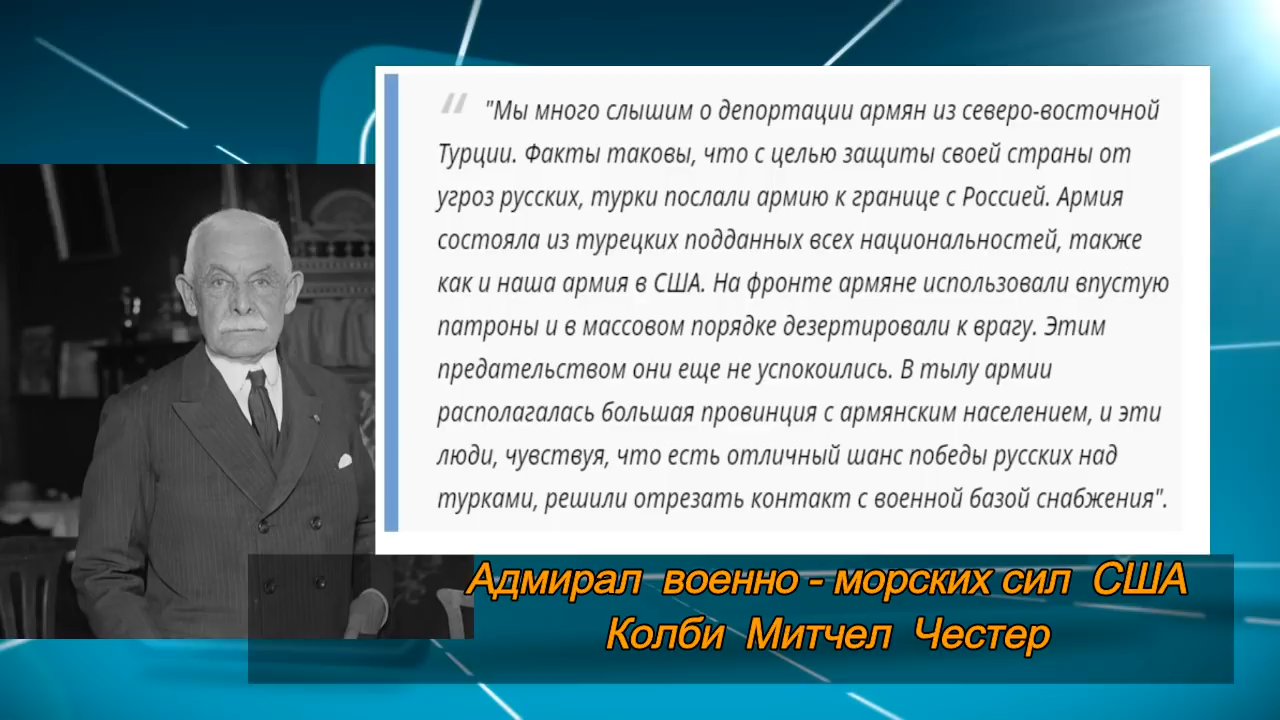 "Мы много слышим о депортации армян из северо-восточной
Турции. Факты таковы, что с целью защиты своей страны от
угроз русских, турки послали армию к границе с Россией. Армия
состояла из турецких подданных всех национальностей, также
как и наша армия в США. На фронте армяне использовали впустую
патроны и в массовом порядке дезертировали к врагу. Этим
предательством они еще не успокоились. В тылу армии
располагалась большая провинция с армянским населением, и эти
люди, чувствуя, что есть отличный шанс победы русских над
турками, решили отрезать контакт с военной базой снабжения".
Адмирал военно - морских сил США
Колби Митчел Честер